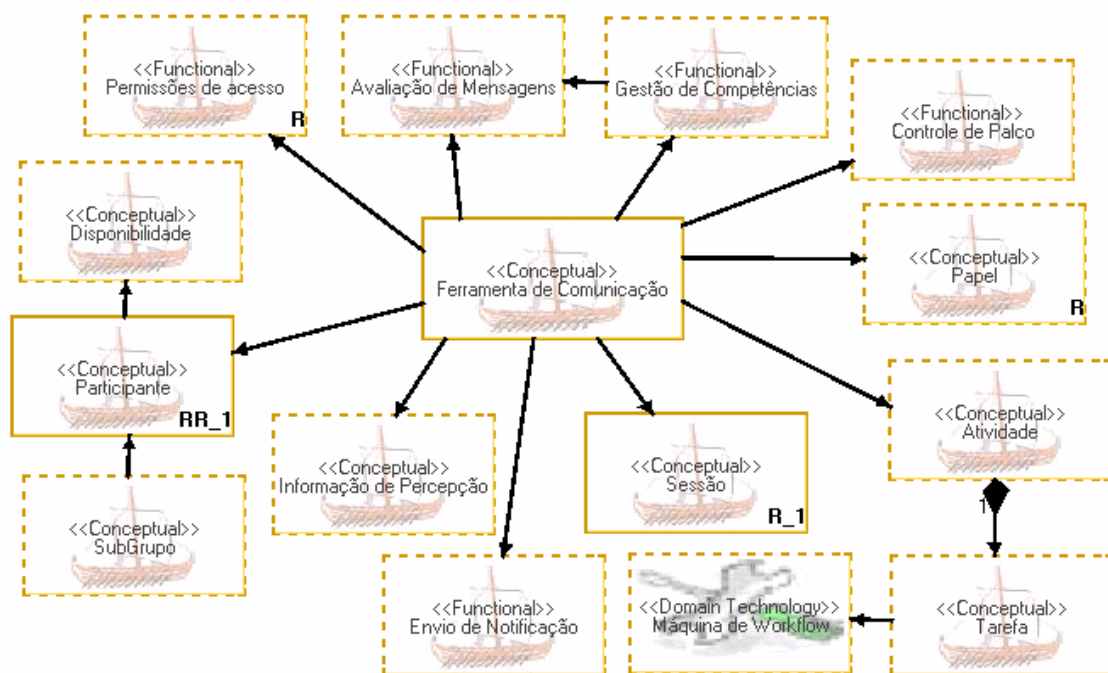 <<Functional>>
Permissões de acesso
R
<<Functional>>
Avaliação de Mensagens
<<Functional>>
Gestão de Competências
<<Functional>>
Controle de Palco
<<Conceptual>>
Disponibilidade
<<Conceptual>>
Ferramenta de Comunicação
<<Conceptual>>
Papel
R
<<Conceptual>>
Participante
RR_1
<<Conceptual>>
Atividade
1
<<Conceptual>>
Informação de Percepção
<<Conceptual>>
Sessão
R_1
<<Conceptual>>
SubGrupo
<<Functional>>
Envio de Notificação
<<Domain Technology>>
Máquina de Workflow
<<Conceptual>>
Tarefa